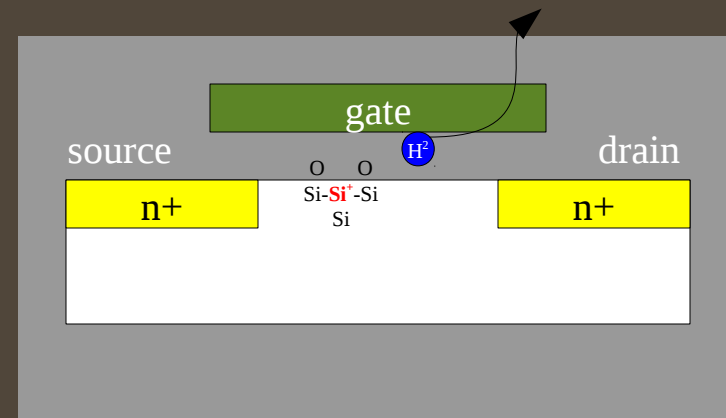 gate
source
H²
drain
O O
Si-Si⁺-Si
n+
n+
Si